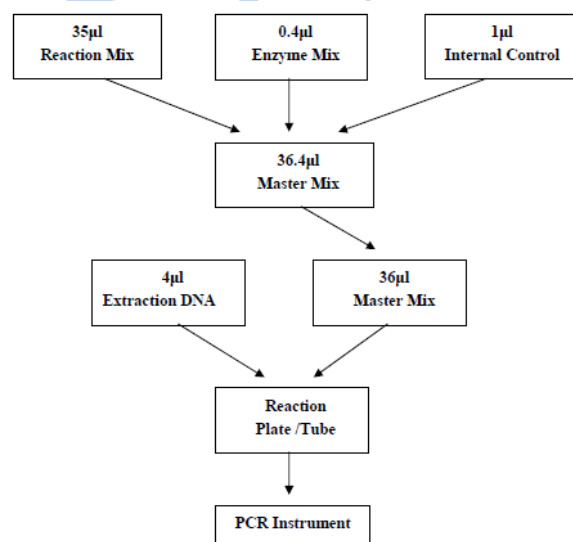 35µl
Reaction Mix
0.4µl
Enzyme Mix
1µl
Internal Control
36.4µl
Master Mix
4µl
Extraction DNA
36µl
Master Mix
Reaction
Plate /Tube
PCR Instrument